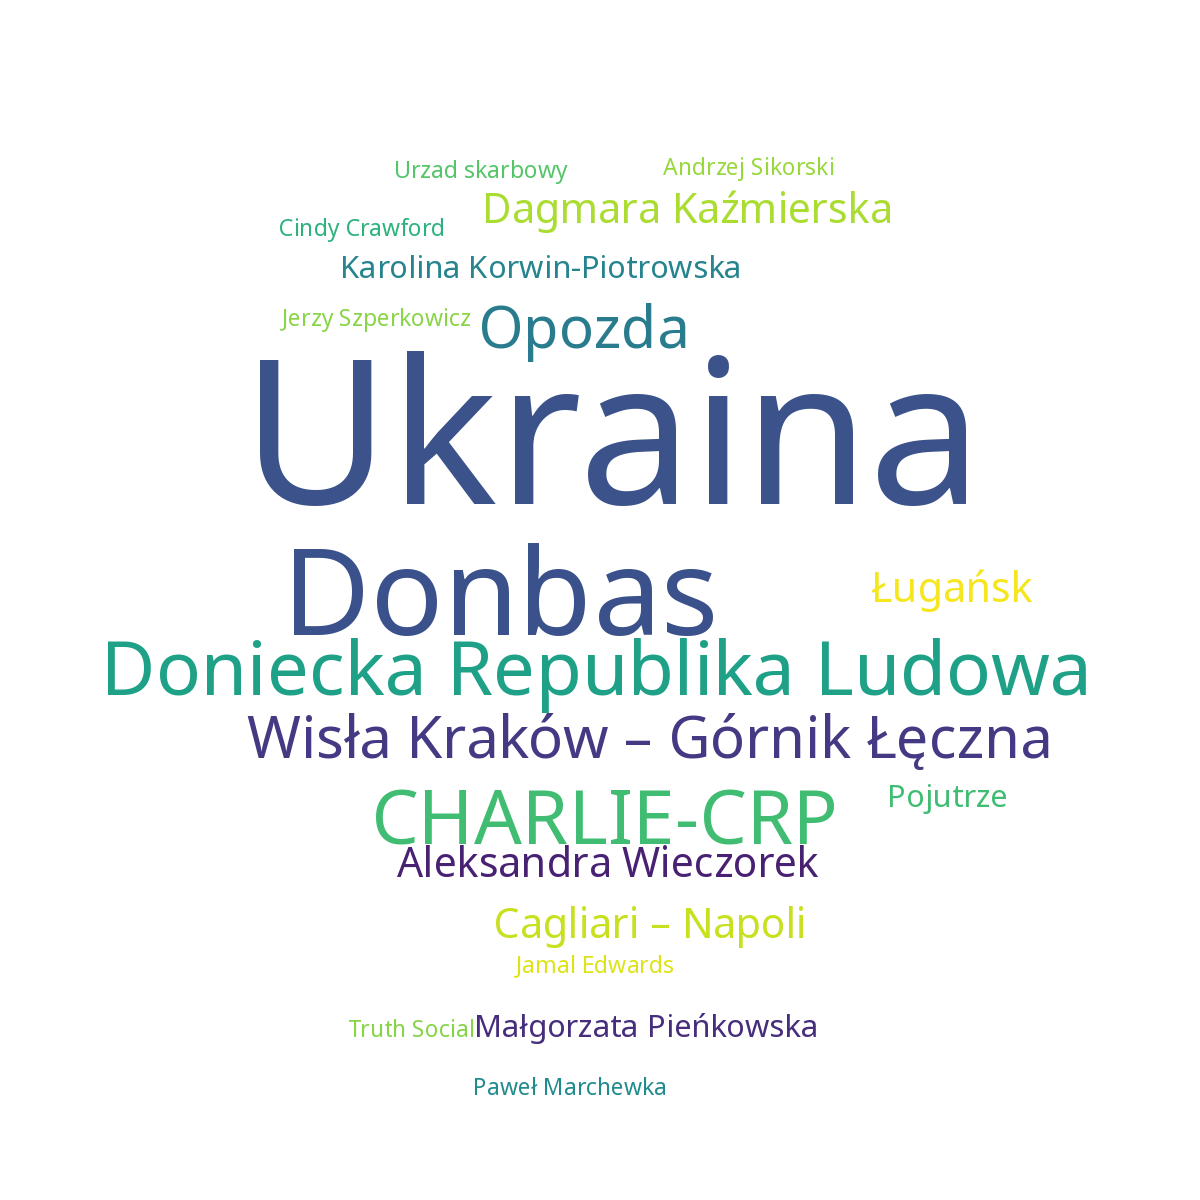 Urzad skarbowy
Andrzej Sikorski
Dagmara Kaźmierska
Cindy Crawford
Karolina Korwin-Piotrowska
Jerzy Szperkowicz
Opozda
Ukraina
Donbas
Ługańsk
Doniecka Republika Ludowa
Wisła Kraków – Górnik Łęczna
CHARLIE-CRP
Pojutrze
Aleksandra Wieczorek
Cagliari – Napoli
Jamal Edwards
Truth Social
Małgorzata Pieńkowska
Paweł Marchewka